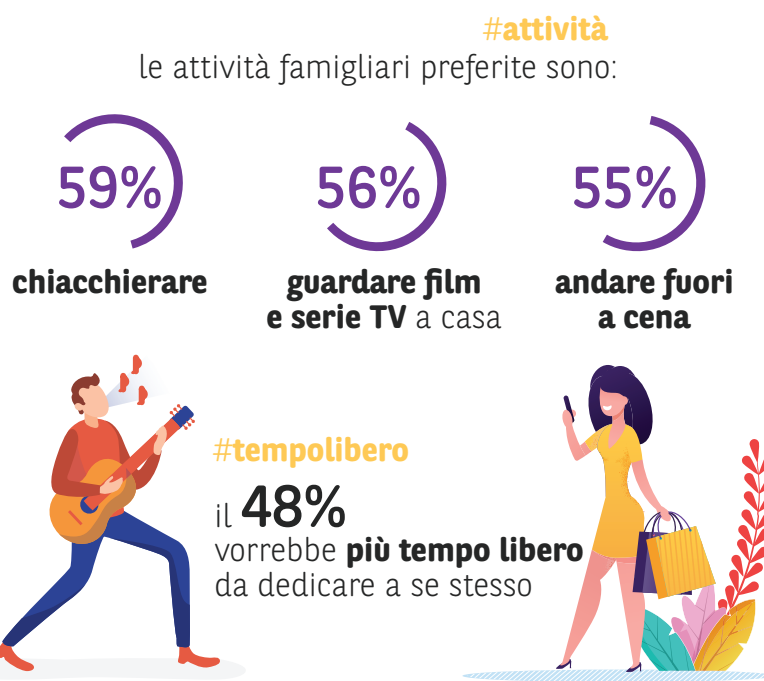 #attività
le attività famigliari preferite sono:
59%
56%
55%
chiacchierare
guardare film
e serie TV a casa
andare fuori
a cena
#tempolibero
il 48%
vorrebbe più tempo libero
da dedicare a se stesso